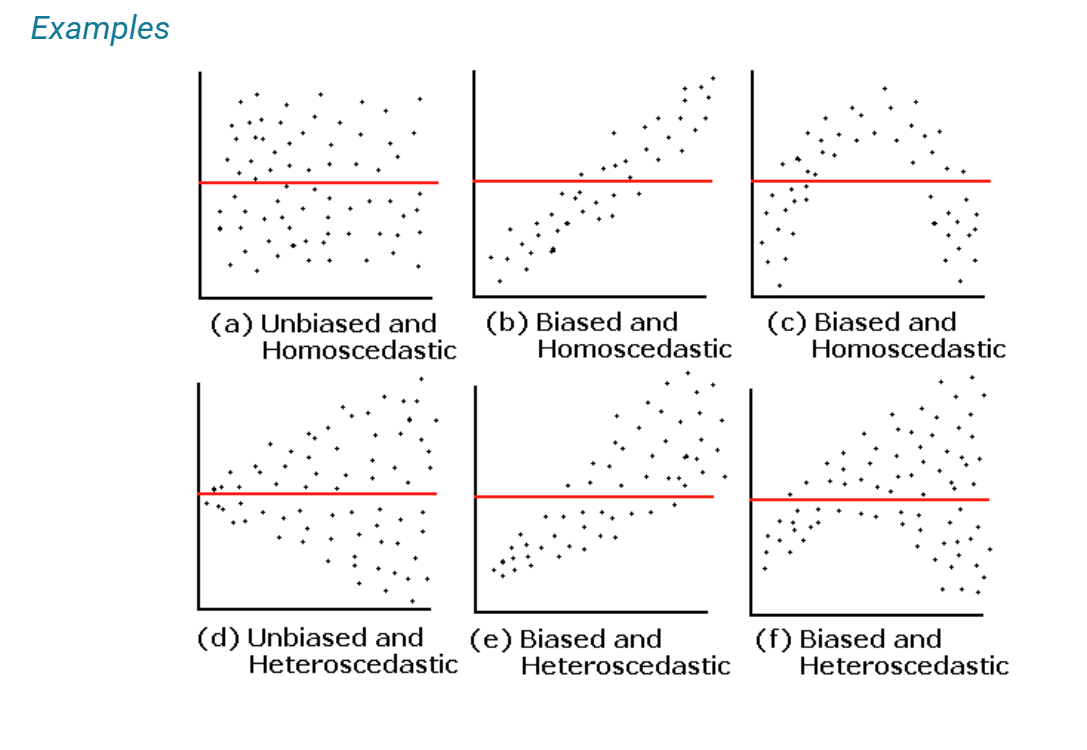 Examples
(a) Unbiased and
Homoscedastic
(b) Biased and
Homoscedastic
(c) Biased and
Homoscedastic
(d) Unbiased and
Heteroscedastic
(e) Biased and
Heteroscedastic
(f) Biased and
Heteroscedastic